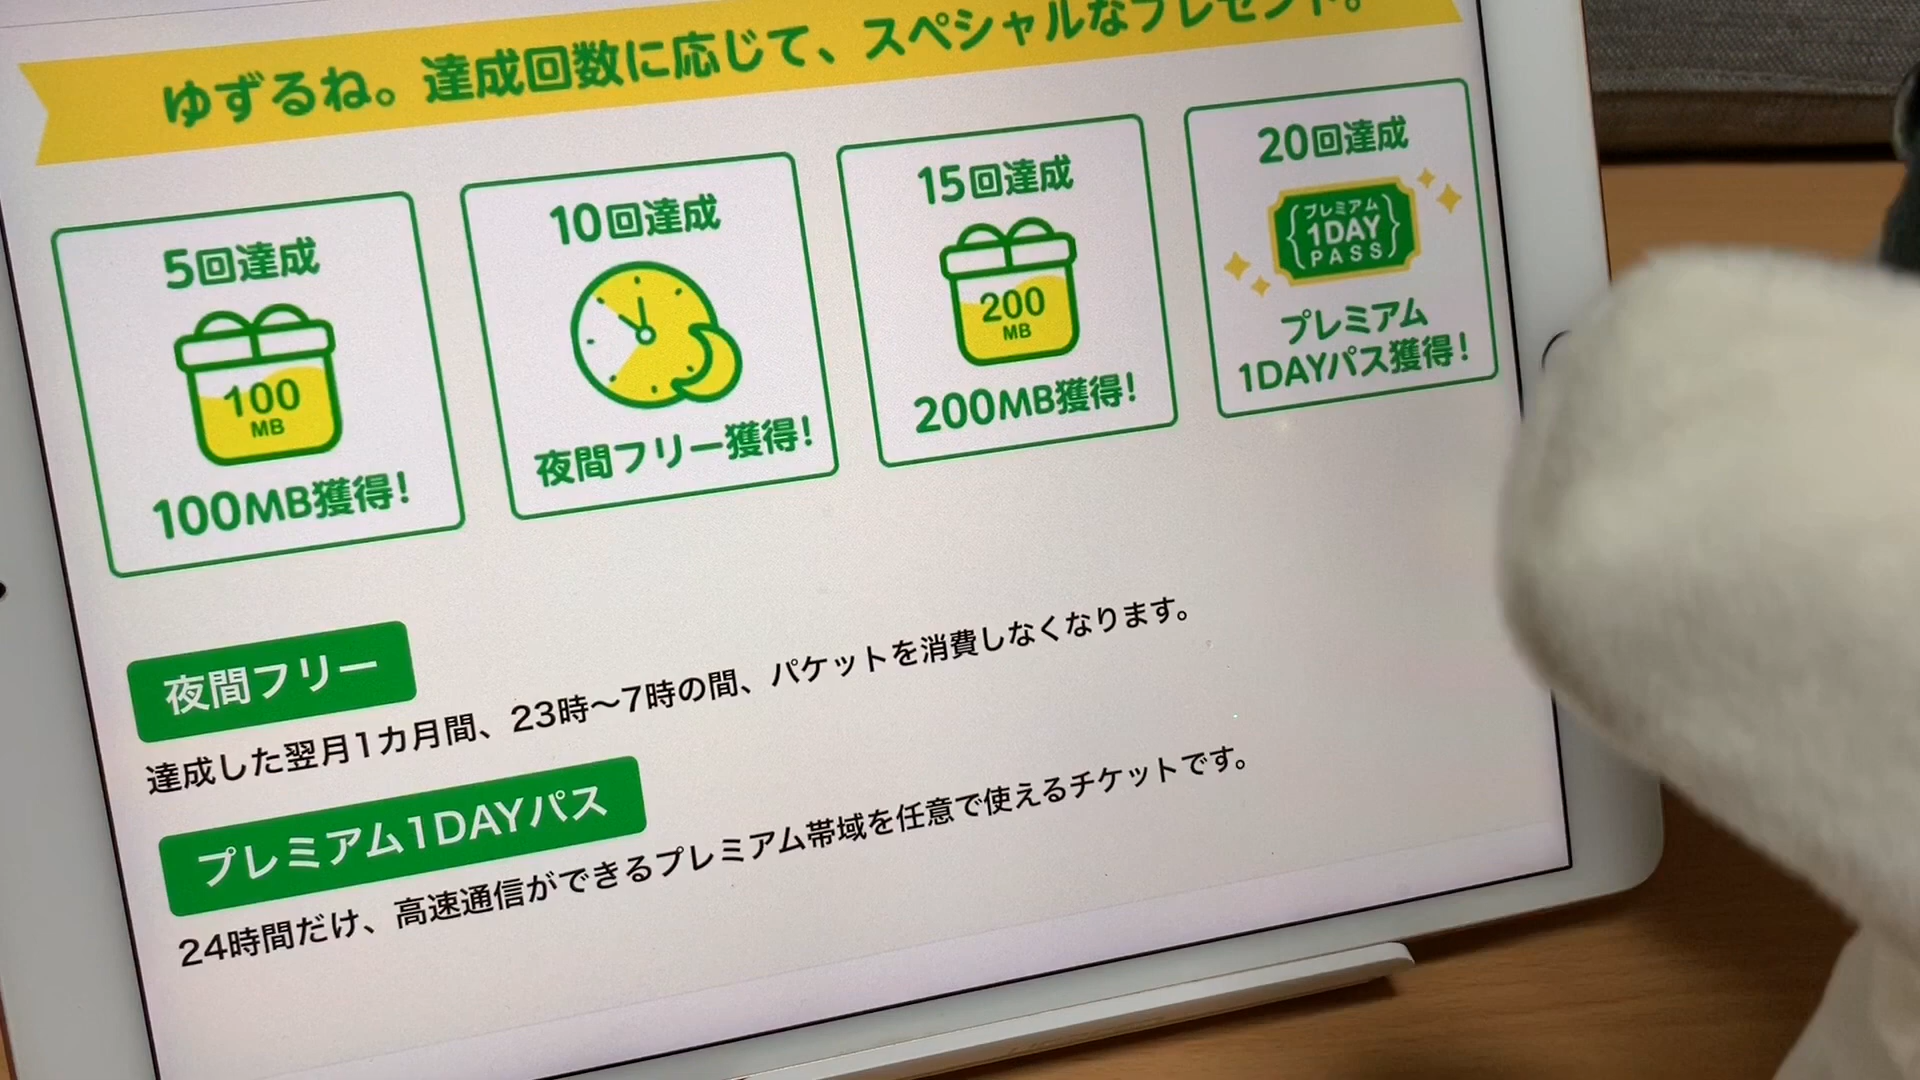 ゆずるね。達成回数に応じて、スペシャルなプレゼント。
5回達成
100
MB
100MB獲得!
10回達成
夜間フリー獲得!
15回達成
200
MB
200MB獲得!
20回達成
プレミアム
1DAY
PASS
プレミアム
1DAYパス獲得!
夜間フリー
達成した翌月1カ月間、23時〜7時の間、パケットを消費しなくなります。
プレミアム1DAYパス
24時間だけ、高速通信ができるプレミアム帯域を任意で使えるチケットです。